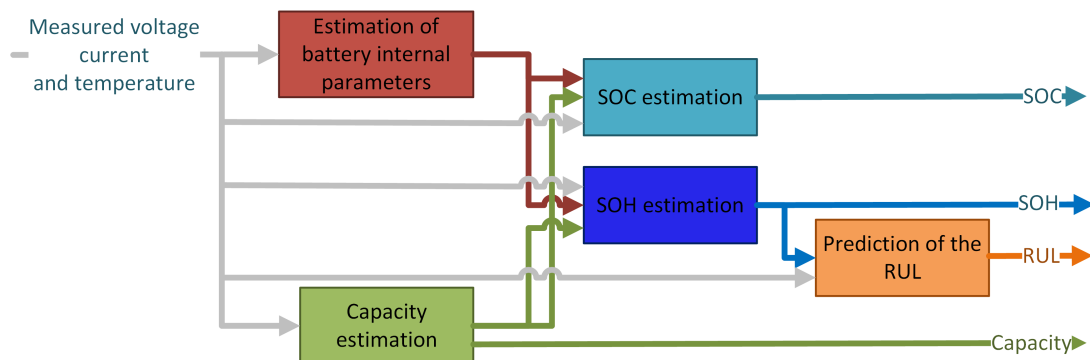 Measured voltage
current
and temperature
Estimation of
battery internal
parameters
SOC estimation
SOC
SOH estimation
SOH
Prediction of the
RUL
RUL
Capacity
estimation
Capacity